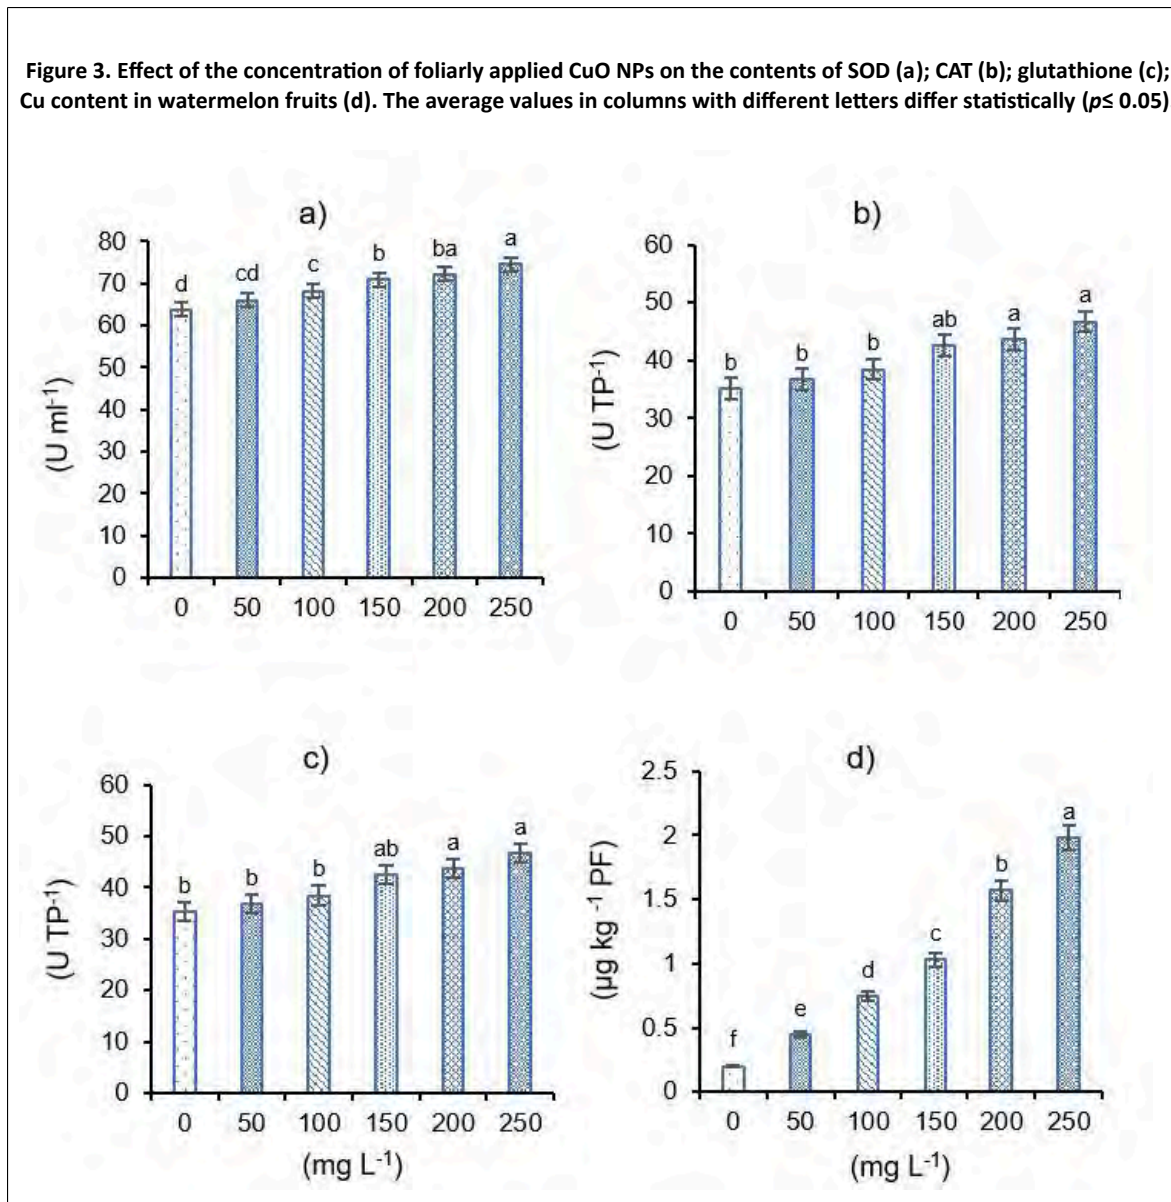 Figure 3. Effect of the concentration of foliarly applied CuO NPs on the contents of SOD (a); CAT (b); glutathione (c);
Cu content in watermelon fruits (d). The average values in columns with different letters differ statistically (p≤ 0.05)
a)
80
70
60
50
40
30
20
10
0
(U ml-1)
d
cd
c
b
ba
a
0 50 100 150 200 250
b)
60
50
40
30
20
10
0
(U TP-1)
b
b
b
ab
a
a
0 50 100 150 200 250
c)
60
50
40
30
20
10
0
(U TP-1)
b
b
b
ab
a
a
0 50 100 150 200 250
(mg L-1)
d)
2.5
2
1.5
1
0.5
0
(µg kg -1 PF)
f
e
d
c
b
a
0 50 100 150 200 250
(mg L-1)